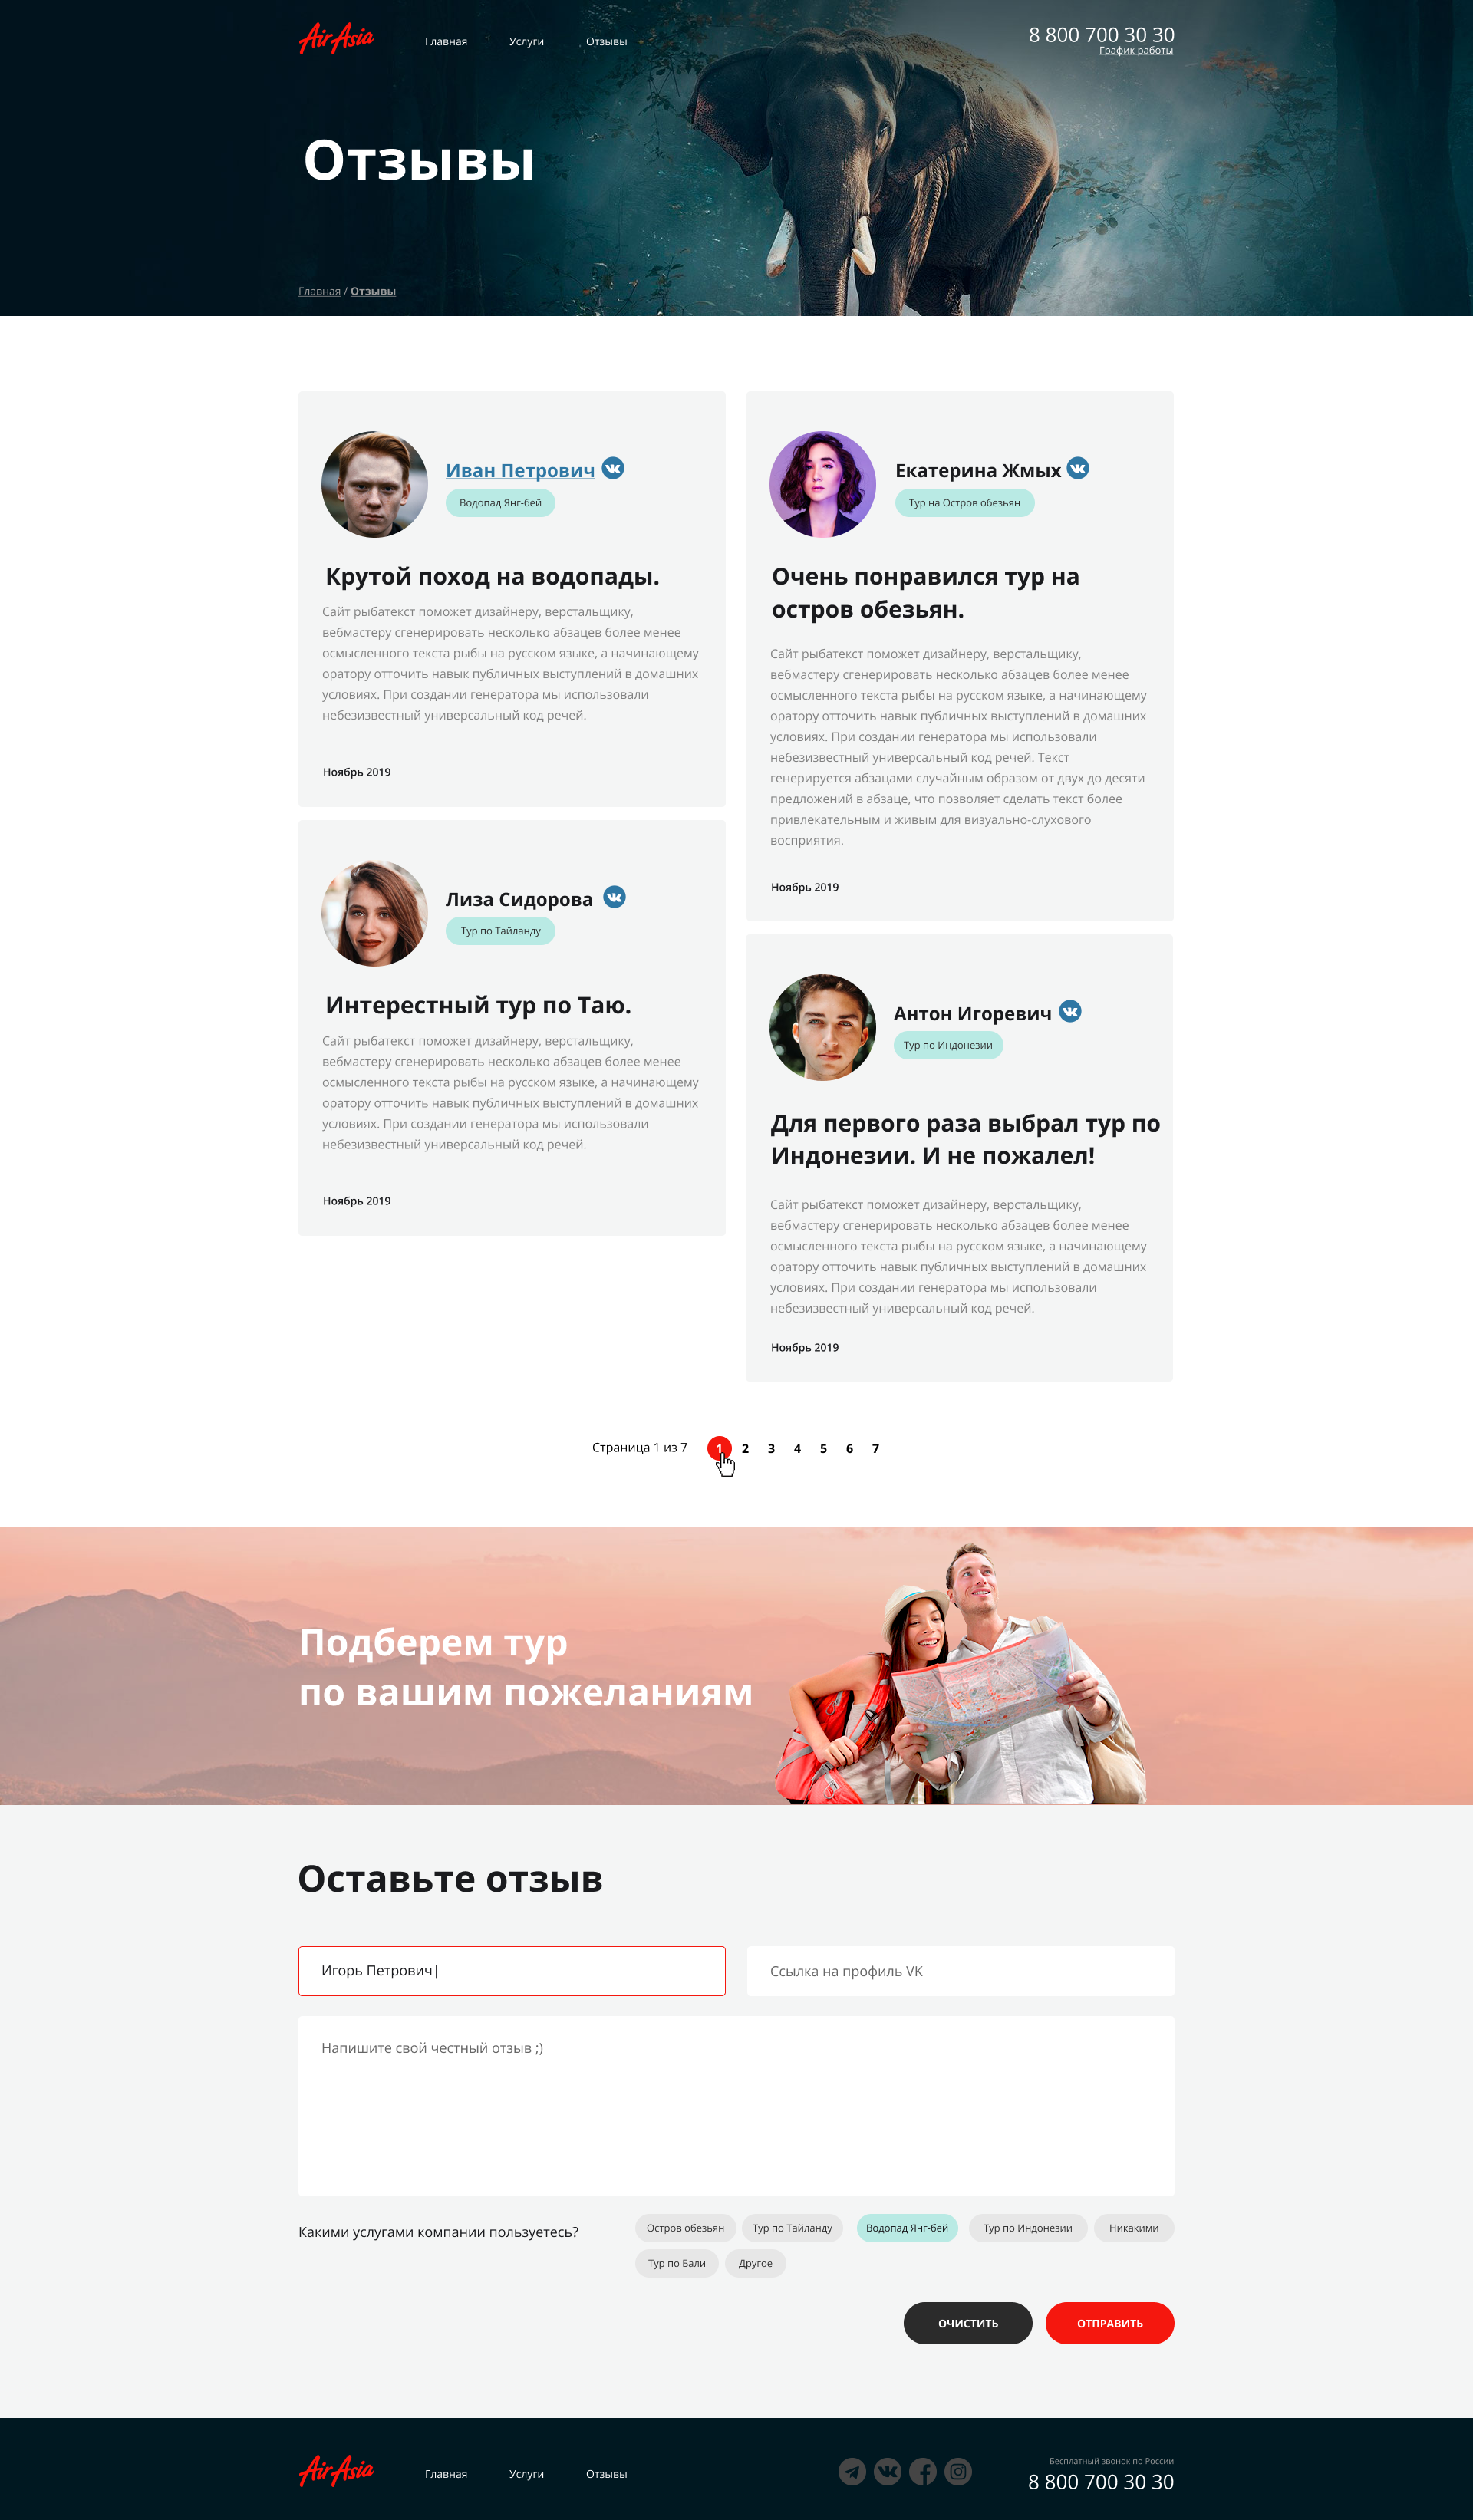 AirAsia
Главная
Услуги
Отзывы
8 800 700 30 30
График работы
Отзывы
Главная / Отзывы
Иван Петрович
Водопад Янг-бей
Крутой поход на водопады.
Сайт рыбатекст поможет дизайнеру, верстальщику,
вебмастеру сгенерировать несколько абзацев более менее
осмысленного текста рыбы на русском языке, а начинающему
оратору отточить навык публичных выступлений в домашних
условиях. При создании генератора мы использовали
небезизвестный универсальный код речей.
Ноябрь 2019
Екатерина Жмых
Тур на Остров обезьян
Очень понравился тур на
остров обезьян.
Сайт рыбатекст поможет дизайнеру, верстальщику,
вебмастеру сгенерировать несколько абзацев более менее
осмысленного текста рыбы на русском языке, а начинающему
оратору отточить навык публичных выступлений в домашних
условиях. При создании генератора мы использовали
небезизвестный универсальный код речей. Текст
генерируется абзацами случайным образом от двух до десяти
предложений в абзаце, что позволяет сделать текст более
привлекательным и живым для визуально-слухового
восприятия.
Ноябрь 2019
Лиза Сидорова
Тур по Тайланду
Интерестный тур по Таю.
Сайт рыбатекст поможет дизайнеру, верстальщику,
вебмастеру сгенерировать несколько абзацев более менее
осмысленного текста рыбы на русском языке, а начинающему
оратору отточить навык публичных выступлений в домашних
условиях. При создании генератора мы использовали
небезизвестный универсальный код речей.
Ноябрь 2019
Антон Игоревич
Тур по Индонезии
Для первого раза выбрал тур по
Индонезии. И не пожалел!
Сайт рыбатекст поможет дизайнеру, верстальщику,
вебмастеру сгенерировать несколько абзацев более менее
осмысленного текста рыбы на русском языке, а начинающему
оратору отточить навык публичных выступлений в домашних
условиях. При создании генератора мы использовали
небезизвестный универсальный код речей.
Ноябрь 2019
Страница 1 из 7
1 2 3 4 5 6 7
Подберем тур
по вашим пожеланиям
Оставьте отзыв
Игорь Петрович|
Ссылка на профиль VK
Напишите свой честный отзыв ;)
Какими услугами компании пользуетесь?
Остров обезьян
Тур по Тайланду
Водопад Янг-бей
Тур по Индонезии
Никакими
Тур по Бали
Другое
ОЧИСТИТЬ
ОТПРАВИТЬ
AirAsia
Главная
Услуги
Отзывы
Бесплатный звонок по России
8 800 700 30 30